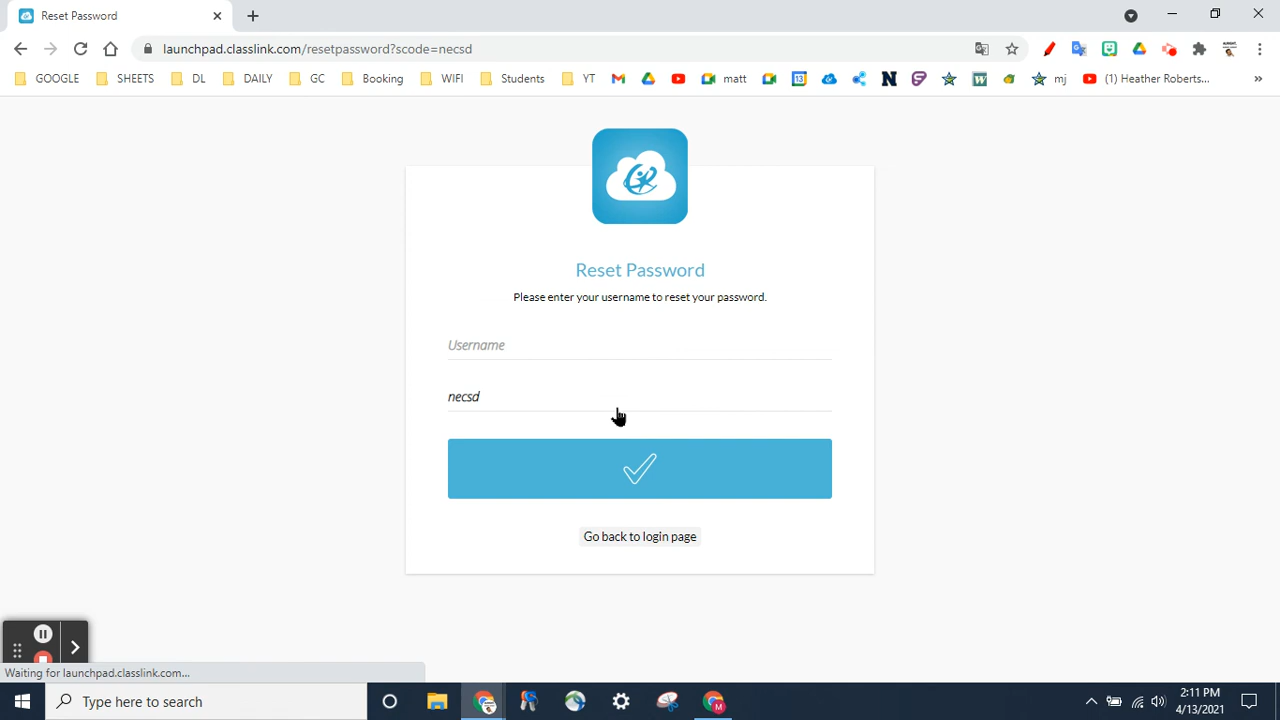 Reset Password
launchpad.classlink.com/resetpassword?scode=necsd
GOOGLE SHEETS DL DAILY GC Booking WIFI Students YT matt 13 mj (1) Heather Roberts... »
Reset Password
Please enter your username to reset your password.
Username
necsd
Go back to login page
Waiting for launchpad.classlink.com...
Type here to search
2:11 PM
4/13/2021